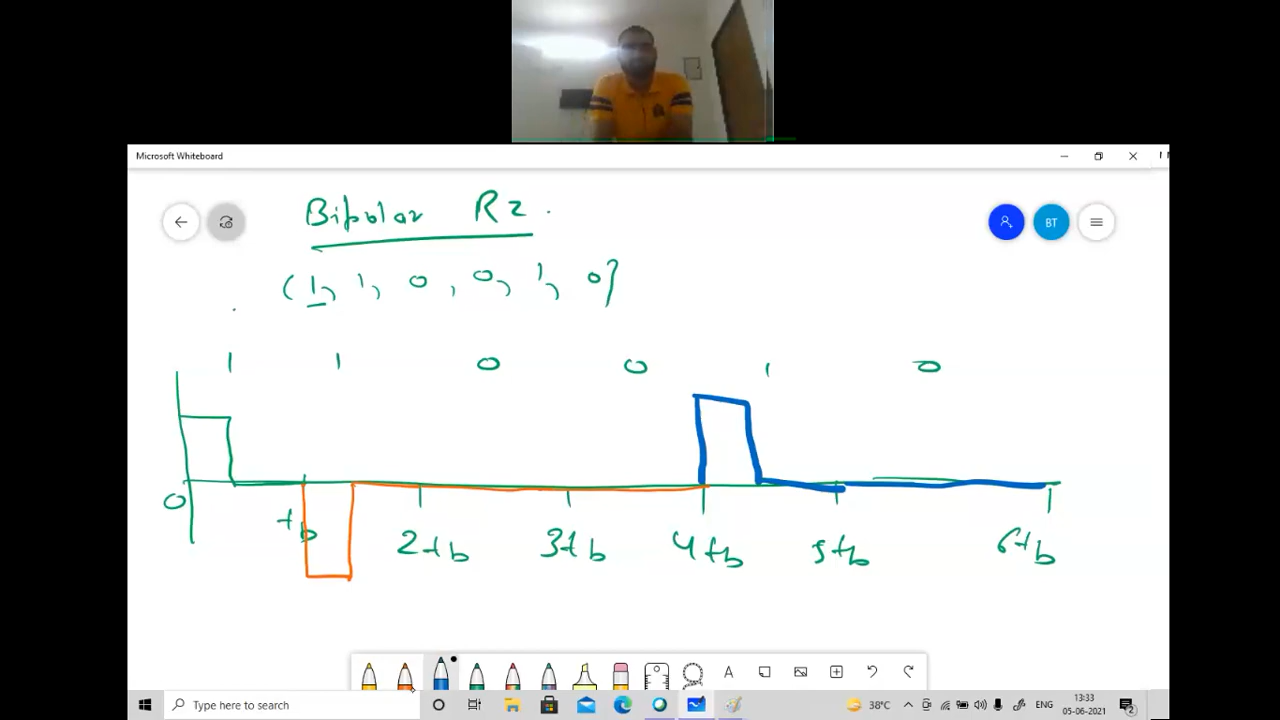 Microsoft Whiteboard
BT
Bipolar RZ.
(1, 1, 0, 0, 1, 0}
1 1 0 0 1 0
0 tb 2tb 3tb 4tb 5tb 6tb
A
Type here to search
38°C
ENG
13:33
05-06-2021
2